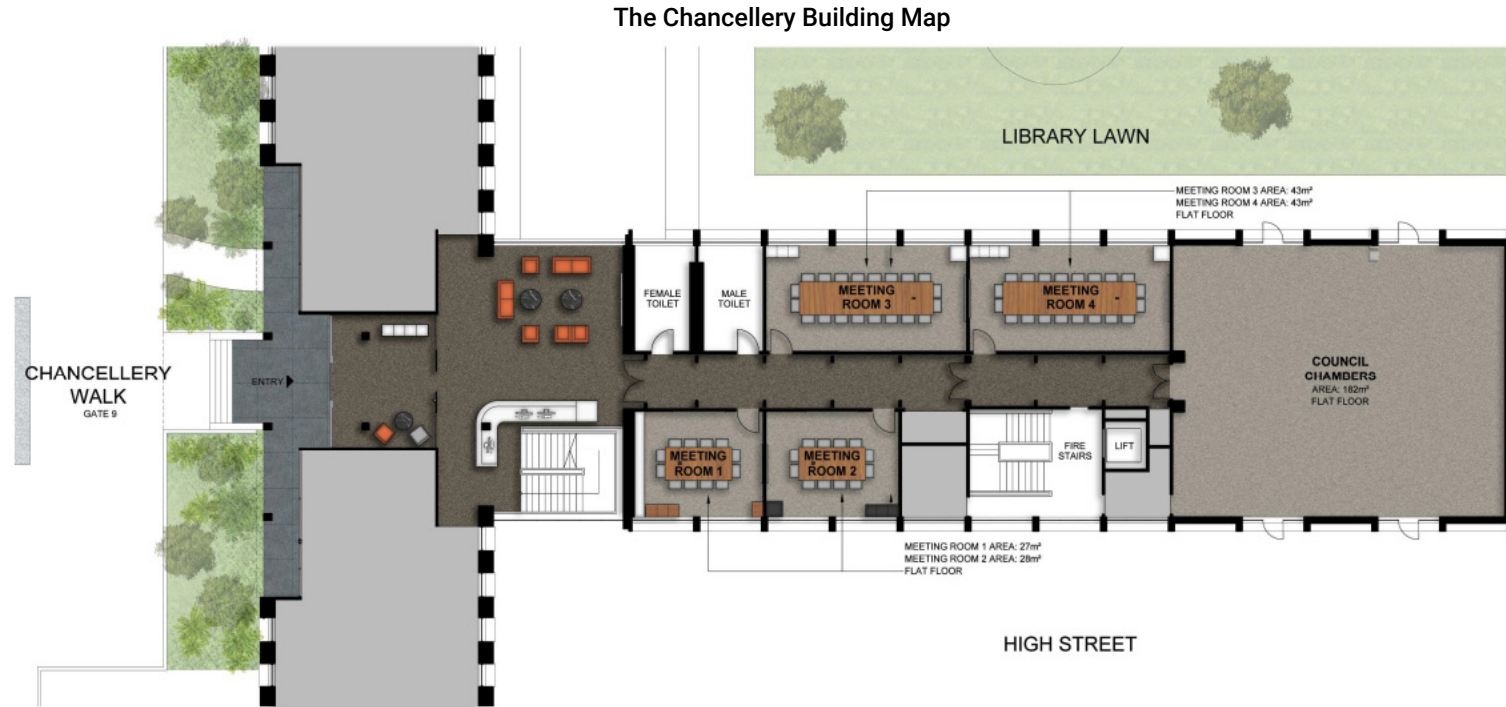 The Chancellery Building Map
LIBRARY LAWN
MEETING ROOM 3 AREA: 43m²
MEETING ROOM 4 AREA: 43m²
FLAT FLOOR
FEMALE
TOILET
MALE
TOILET
MEETING
ROOM 3
MEETING
ROOM 4
CHANCELLERY
WALK
GATE 9
ENTRY
COUNCIL
CHAMBERS
AREA: 182m²
FLAT FLOOR
MEETING
ROOM 1
MEETING
ROOM 2
FIRE
STAIRS
LIFT
MEETING ROOM 1 AREA: 27m²
MEETING ROOM 2 AREA: 28m²
FLAT FLOOR
HIGH STREET